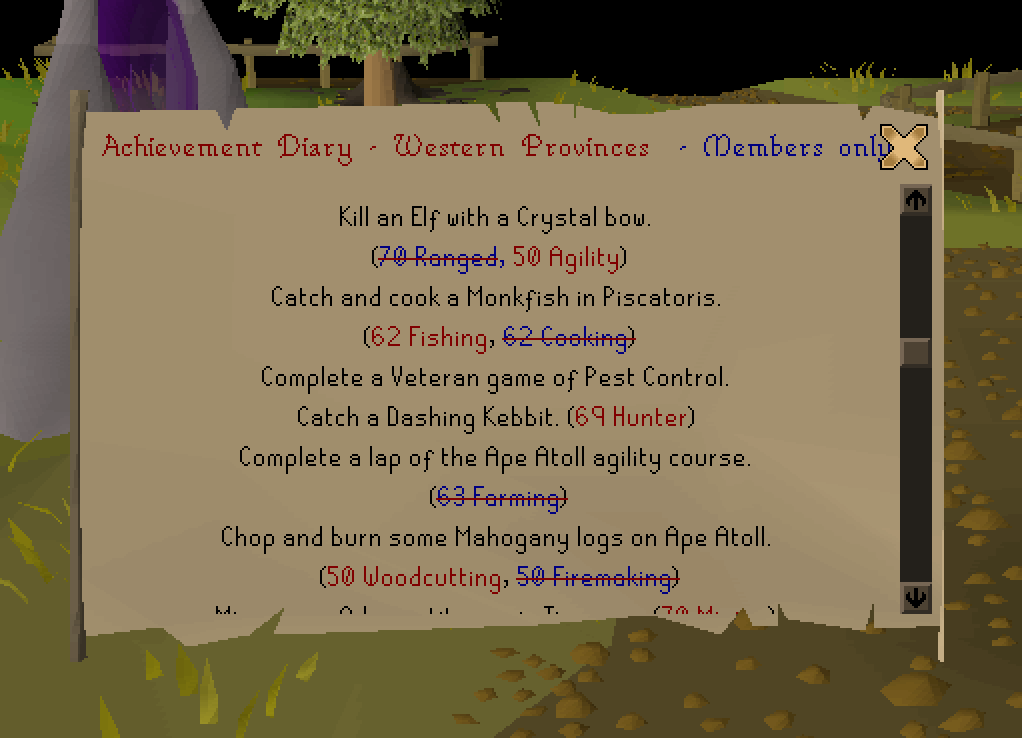 Achievement Diary - Western Provinces - Members only
Kill an Elf with a Crystal bow.
(70 Ranged, 50 Agility)
Catch and cook a Monkfish in Piscatoris.
(62 Fishing, 62 Cooking)
Complete a Veteran game of Pest Control.
Catch a Dashing Kebbit. (69 Hunter)
Complete a lap of the Ape Atoll agility course.
(63 Farming)
Chop and burn some Mahogany logs on Ape Atoll.
(50 Woodcutting, 50 Firemaking)